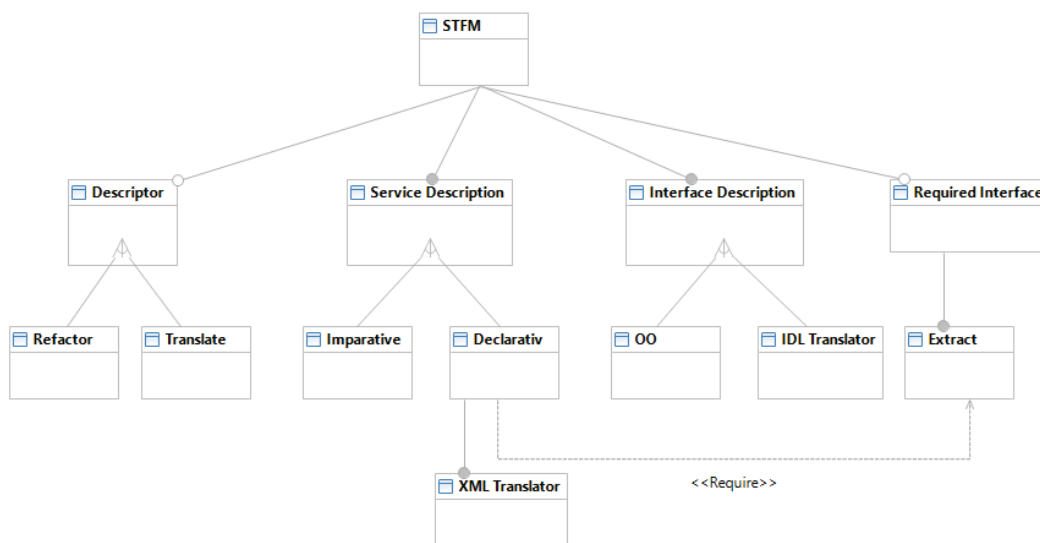 STFM
Descriptor
Service Description
Interface Description
Required Interface
Refactor
Translate
Imparative
Declarativ
OO
IDL Translator
Extract
XML Translator
<<Require>>